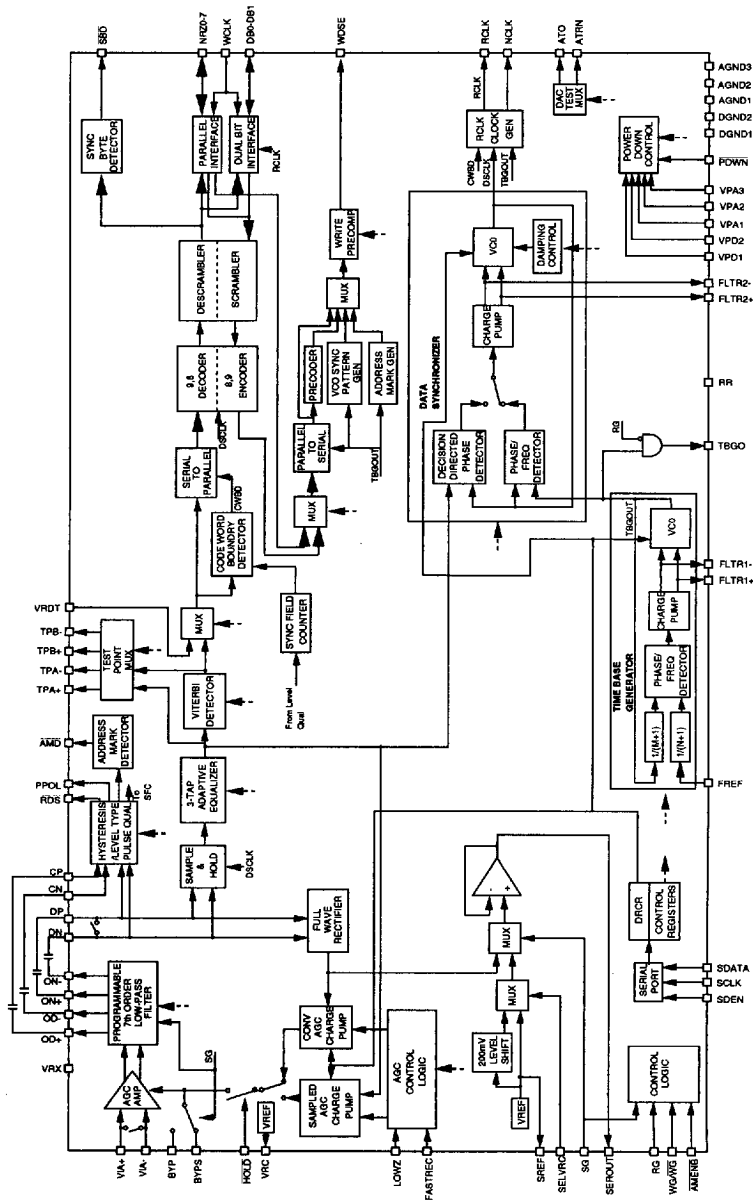 SBD
NRZ0-7
WCLK
DB0-DB1
WDSE
RCLK
NCLK
ATO
ATRN
SYNC
BYTE
DETECTOR
PARALLEL
INTERFACE
DUAL BIT
INTERFACE
RCLK
DESCRAMBLER
SCRAMBLER
9,8
DECODER
8,9
ENCODER
DSCLK
SERIAL
TO
PARALLEL
CWBD
CODE WORD
BOUNDRY
DETECTOR
WRITE
PRECOMP
MUX
PRECODER
VCO SYNC
PATTERN
GEN
ADDRESS
MARK GEN
PARALLEL
TO
SERIAL
TBGOUT
MUX
RCLK
RCLK
CLOCK
GEN
CWBD
DSCLK
TBGOUT
DAC
TEST
MUX
POWER
DOWN
CONTROL
DATA
SYNCHRONIZER
VC0
DAMPING
CONTROL
CHARGE
PUMP
DECISION
DIRECTED
PHASE
DETECTOR
PHASE/
FREQ
DETECTOR
AGND3
AGND2
AGND1
DGND2
DGND1
PDWN
VPA3
VPA2
VPA1
VPD2
VPD1
FLTR2-
FLTR2+
RR
TBGO
RG
VRDT
TPB-
TPB+
TPA-
TPA+
TEST
POINT
MUX
MUX
SYNC FIELD
COUNTER
From Level
Qual
VITERBI
DETECTOR
AMD
ADDRESS
MARK
DETECTOR
PPOL
RDS
HYSTERESIS
/LEVEL TYPE
PULSE QUAL
To
SFC
3-TAP
ADAPTIVE
EQUALIZER
SAMPLE
&
HOLD
DSCLK
TBGOUT
VC0
CHARGE
PUMP
PHASE/
FREQ
DETECTOR
TIME BASE
GENERATOR
1/(M+1)
1/(N+1)
FLTR1-
FLTR1+
FREF
CP
CN
DP
DN
ON-
ON+
OD-
OD+
VRX
PROGRAMMABLE
7th ORDER
LOW-PASS
FILTER
AGC
AMP
SG
FULL
WAVE
RECTIFIER
CONV
AGC
CHARGE
PUMP
SAMPLED
AGC
CHARGE
PUMP
VREF
AGC
CONTROL
LOGIC
-
+
MUX
MUX
200mV
LEVEL
SHIFT
VREF
DRCR
CONTROL
REGISTERS
SERIAL
PORT
SDATA
SCLK
SDEN
CONTROL
LOGIC
VIA+
VIA-
BYP
BYPS
HOLD
VRC
LOWZ
FASTREC
SREF
SELVRC
SG
SEROUT
RG
WG/WG
AMENB